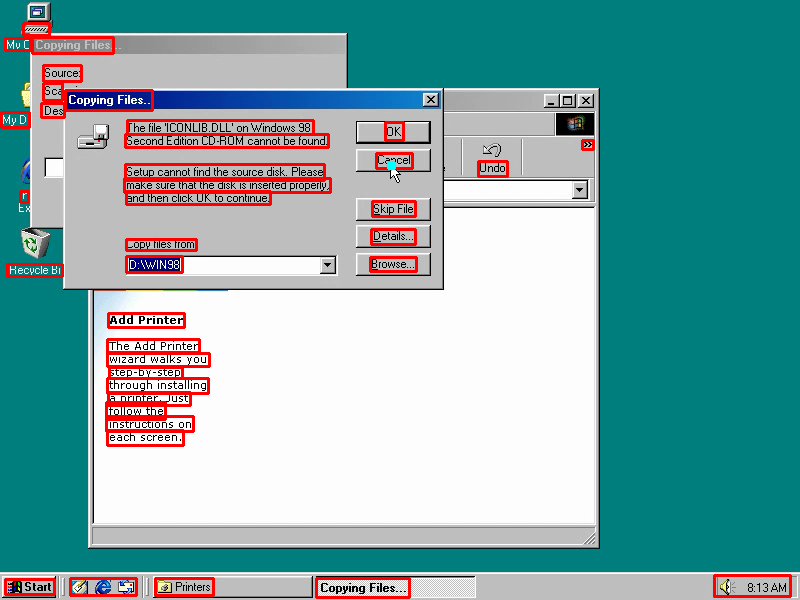 My C
Copying Files...
Source:
Sca
Des
Copying Files...
The file 'ICONLIB.DLL' on Windows 98
Second Edition CD-ROM cannot be found.
Setup cannot find the source disk. Please
make sure that the disk is inserted properly,
and then click OK to continue.
Copy files from:
D:\WIN98
OK
Cancel
Skip File
Details...
Browse...
My D
Undo
Recycle Bi
Add Printer
The Add Printer
wizard walks you
step-by-step
through installing
a printer. Just
follow the
instructions on
each screen.
Start
Printers
Copying Files...
8:13 AM